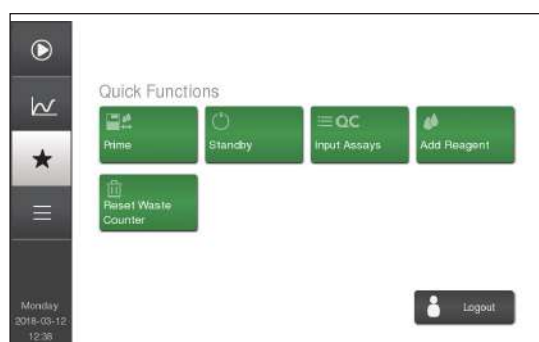 Quick Functions
QC
Prime
Standby
Input Assays
Add Reagent
Reset Waste
Counter
Logout
Monday
2018-03-12
12:38